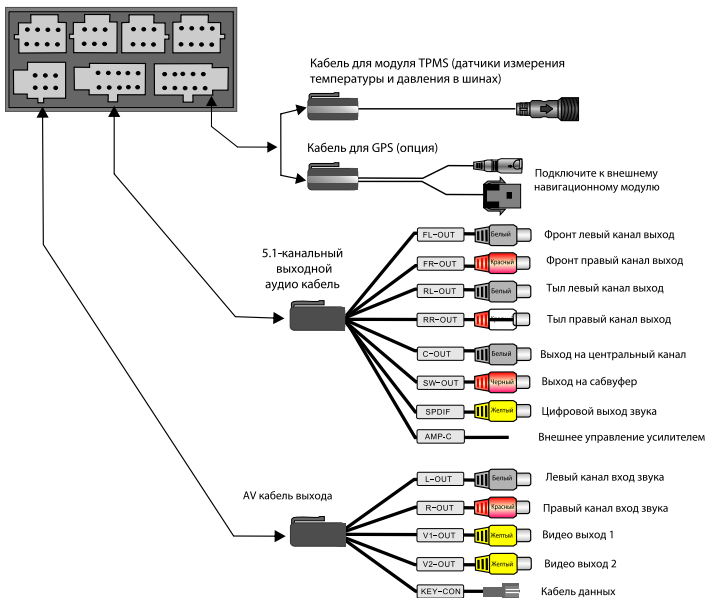 Кабель для модуля TPMS (датчики измерения
температуры и давления в шинах)
Кабель для GPS (опция)
Подключите к внешнему
навигационному модулю
5.1-канальный
выходной
аудио кабель
FL-OUT Белый Фронт левый канал выход
FR-OUT Красный Фронт правый канал выход
RL-OUT Белый Тыл левый канал выход
RR-OUT Тыл правый канал выход
C-OUT Белый Выход на центральный канал
SW-OUT Черный Выход на сабвуфер
SPDIF Желтый Цифровой выход звука
AMP-C Внешнее управление усилителем
AV кабель выхода
L-OUT Белый Левый канал вход звука
R-OUT Красный Правый канал вход звука
V1-OUT Желтый Видео выход 1
V2-OUT Желтый Видео выход 2
KEY-CON Кабель данных